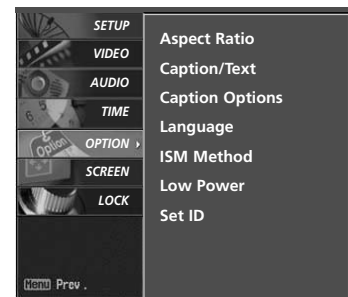 SETUP
VIDEO
AUDIO
TIME
OPTION
SCREEN
LOCK
Menu Prev.
Aspect Ratio
Caption/Text
Caption Options
Language
ISM Method
Low Power
Set ID